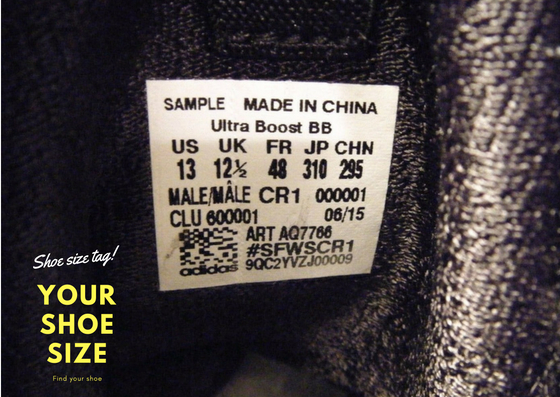 SAMPLE MADE IN CHINA
Ultra Boost BB
US UK FR JP CHN
13 12½ 48 310 295
MALE/MÂLE CR1 000001
CLU 600001 06/15
ART AQ7766
#SFWSCR1
adidas 9QC2YVZJ00009
Shoe size tag!
YOUR
SHOE
SIZE
Find your shoe